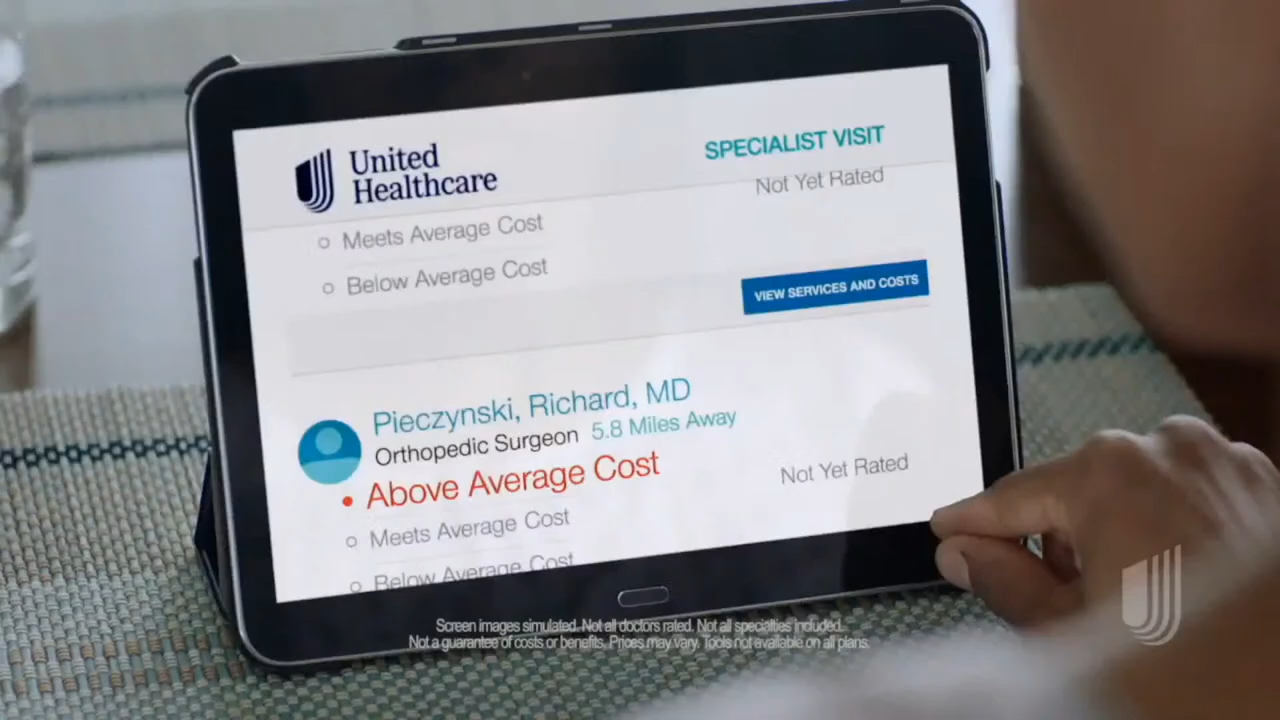 United
Healthcare
SPECIALIST VISIT
Not Yet Rated
Meets Average Cost
Below Average Cost
VIEW SERVICES AND COSTS
Pieczynski, Richard, MD
Orthopedic Surgeon 5.8 Miles Away
Above Average Cost
Not Yet Rated
Meets Average Cost
Below Average Cost
Screen images simulated. Not all doctors rated. Not all specialties included.
Not a guarantee of costs or benefits. Prices may vary. Tools not available on all plans.